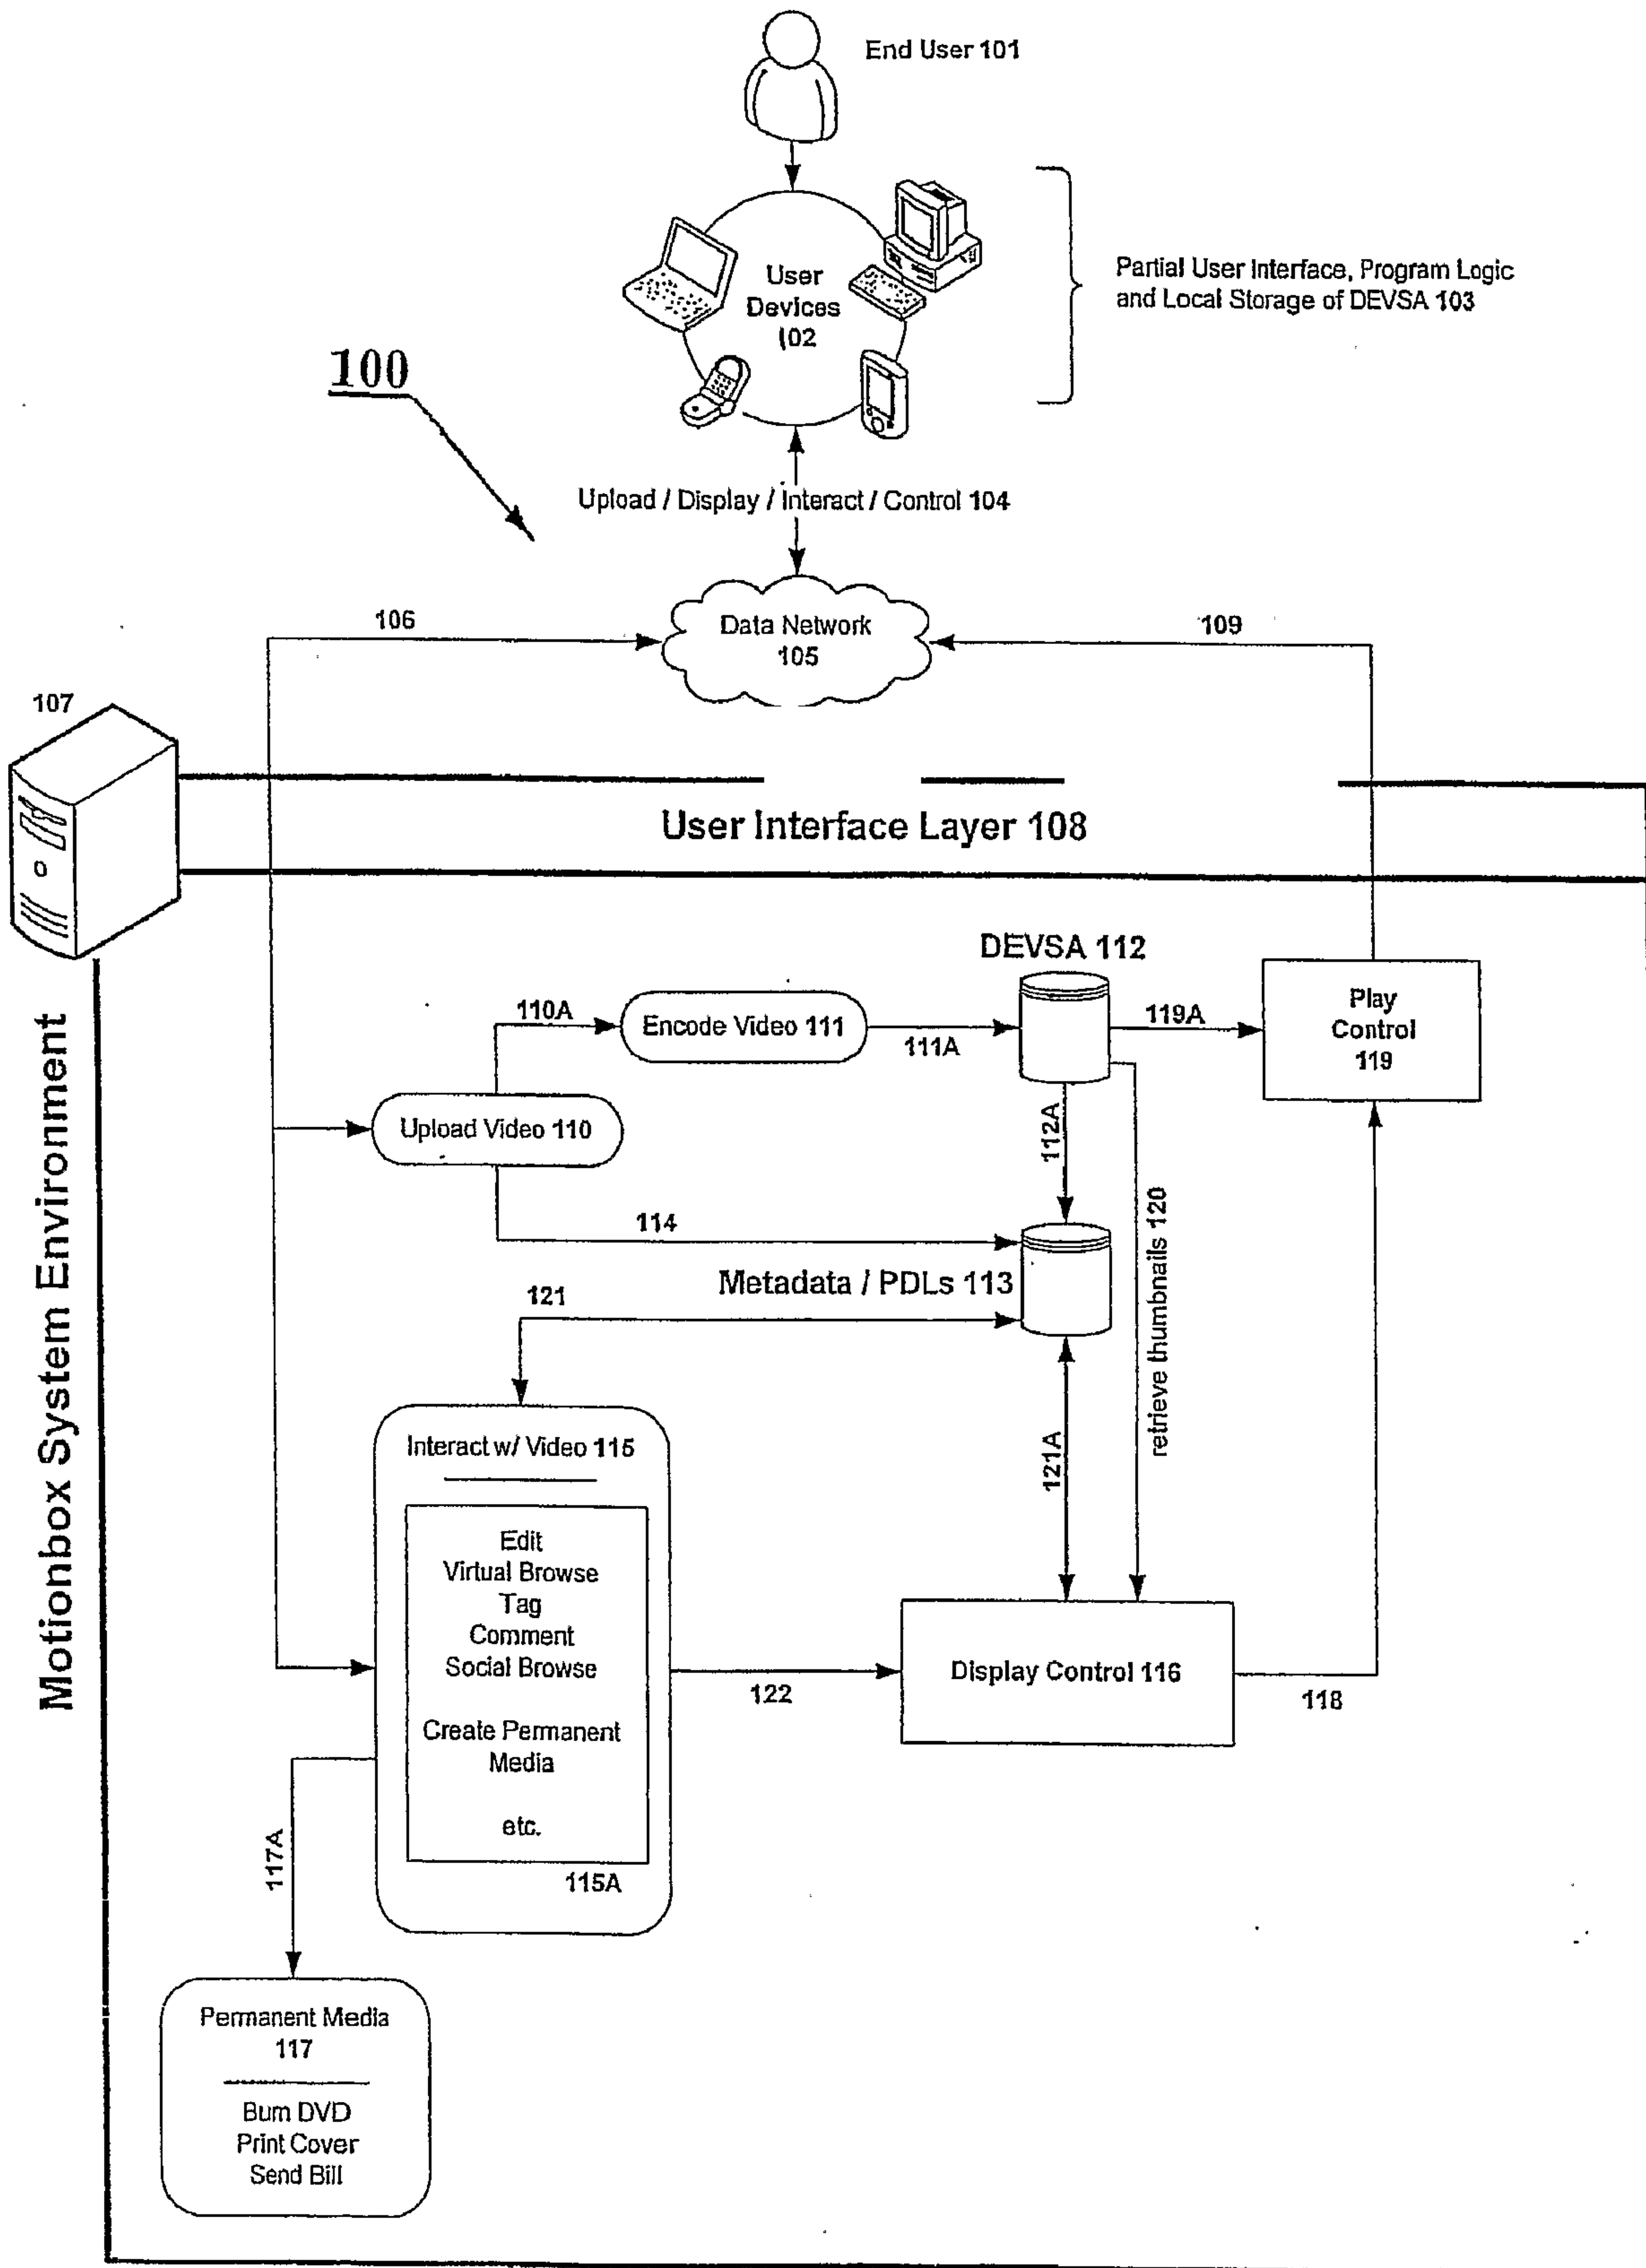 End User 101
User
Devices
102
Partial User Interface, Program Logic
and Local Storage of DEVSA 103
100
Upload / Display / Interact / Control 104
106
Data Network
105
109
107
User Interface Layer 108
Motionbox System Environment
DEVSA 112
110A
Encode Video 111
111A
119A
Play
Control
119
Upload Video 110
112A
114
retrieve thumbnails 120
Metadata / PDLs 113
121
Interact w/ Video 115
121A
Edit
Virtual Browse
Tag
Comment
Social Browse
Create Permanent
Media
etc.
115A
122
Display Control 116
118
117A
Permanent Media
117
Burn DVD
Print Cover
Send Bill